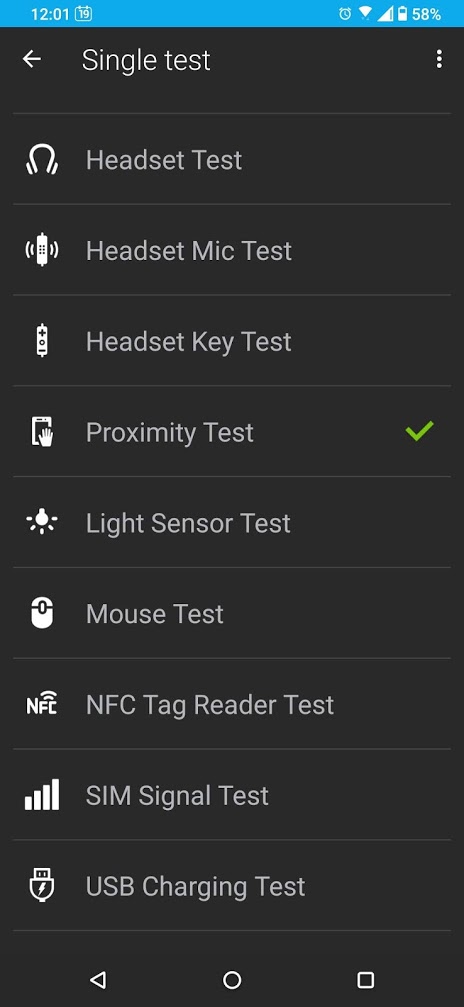 12:01 19 58%
Single test
Headset Test
Headset Mic Test
Headset Key Test
Proximity Test
Light Sensor Test
Mouse Test
NFC NFC Tag Reader Test
SIM Signal Test
USB Charging Test